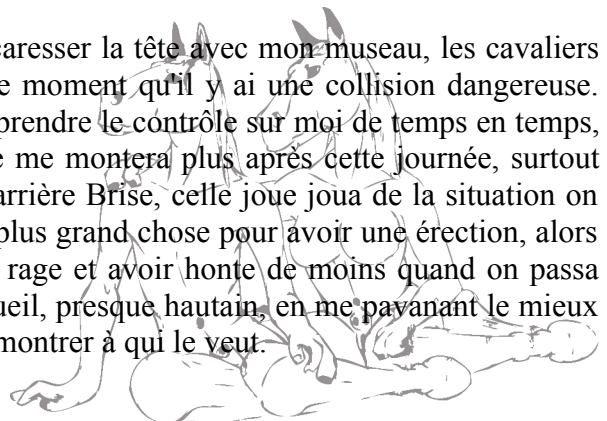 caresser la tête avec mon museau, les cavaliers
e moment qu'il y ai une collision dangereuse.
prendre le contrôle sur moi de temps en temps,
e me montera plus après cette journée, surtout
arrière Brise, celle joue joua de la situation on
plus grand chose pour avoir une érection, alors
rage et avoir honte de moins quand on passa
ueil, presque hautain, en me pavanant le mieux
montrer à qui le veut.